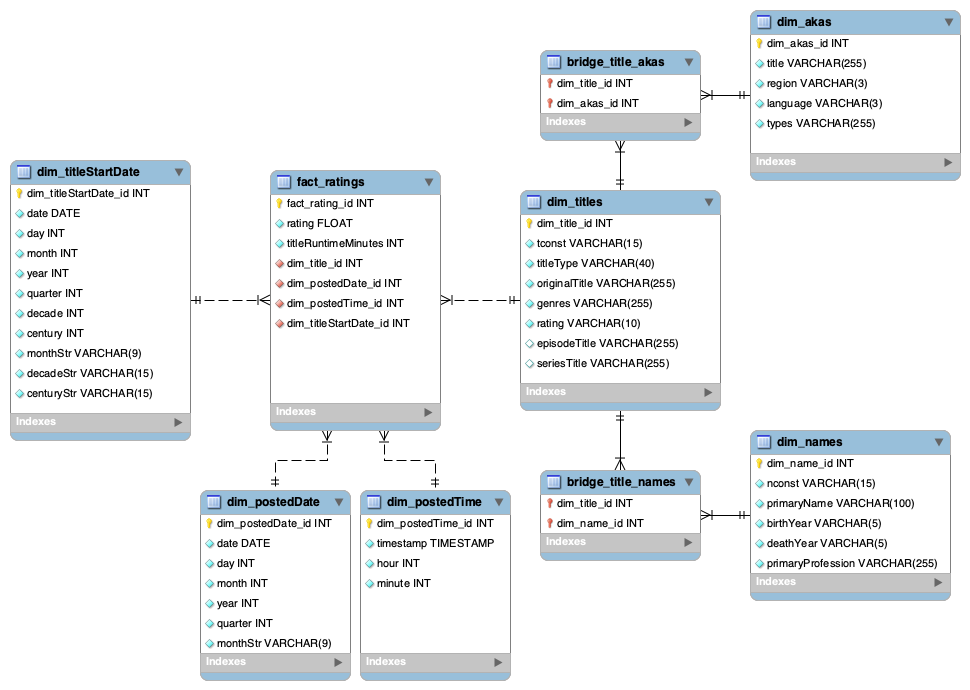 dim_akas
dim_akas_id INT
title VARCHAR(255)
region VARCHAR(3)
language VARCHAR(3)
types VARCHAR(255)
Indexes
bridge_title_akas
dim_title_id INT
dim_akas_id INT
Indexes
dim_titleStartDate
dim_titleStartDate_id INT
date DATE
day INT
month INT
year INT
quarter INT
decade INT
century INT
monthStr VARCHAR(9)
decadeStr VARCHAR(15)
centuryStr VARCHAR(15)
Indexes
fact_ratings
fact_rating_id INT
rating FLOAT
titleRuntimeMinutes INT
dim_title_id INT
dim_postedDate_id INT
dim_postedTime_id INT
dim_titleStartDate_id INT
Indexes
dim_titles
dim_title_id INT
tconst VARCHAR(15)
titleType VARCHAR(40)
originalTitle VARCHAR(255)
genres VARCHAR(255)
rating VARCHAR(10)
episodeTitle VARCHAR(255)
seriesTitle VARCHAR(255)
Indexes
dim_postedDate
dim_postedDate_id INT
date DATE
day INT
month INT
year INT
quarter INT
monthStr VARCHAR(9)
Indexes
dim_postedTime
dim_postedTime_id INT
timestamp TIMESTAMP
hour INT
minute INT
Indexes
bridge_title_names
dim_title_id INT
dim_name_id INT
Indexes
dim_names
dim_name_id INT
nconst VARCHAR(15)
primaryName VARCHAR(100)
birthYear VARCHAR(5)
deathYear VARCHAR(5)
primaryProfession VARCHAR(255)
Indexes